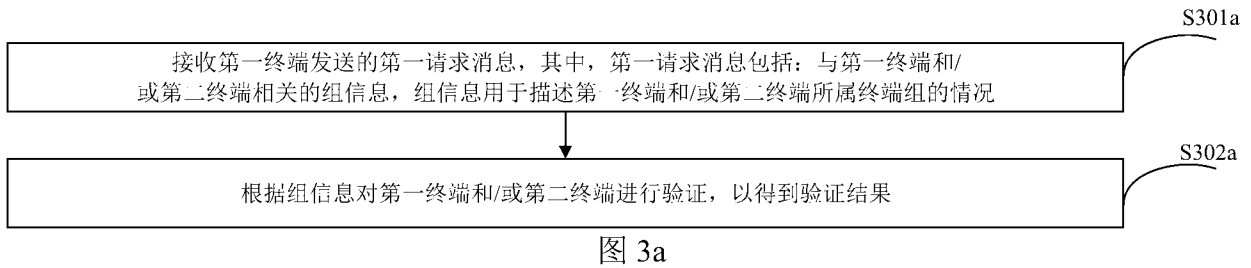 S301a
接收第一终端发送的第一请求消息，其中，第一请求消息包括：与第一终端和/
或第二终端相关的组信息，组信息用于描述第一终端和/或第二终端所属终端组的情况
S302a
根据组信息对第一终端和/或第二终端进行验证，以得到验证结果
图 3a